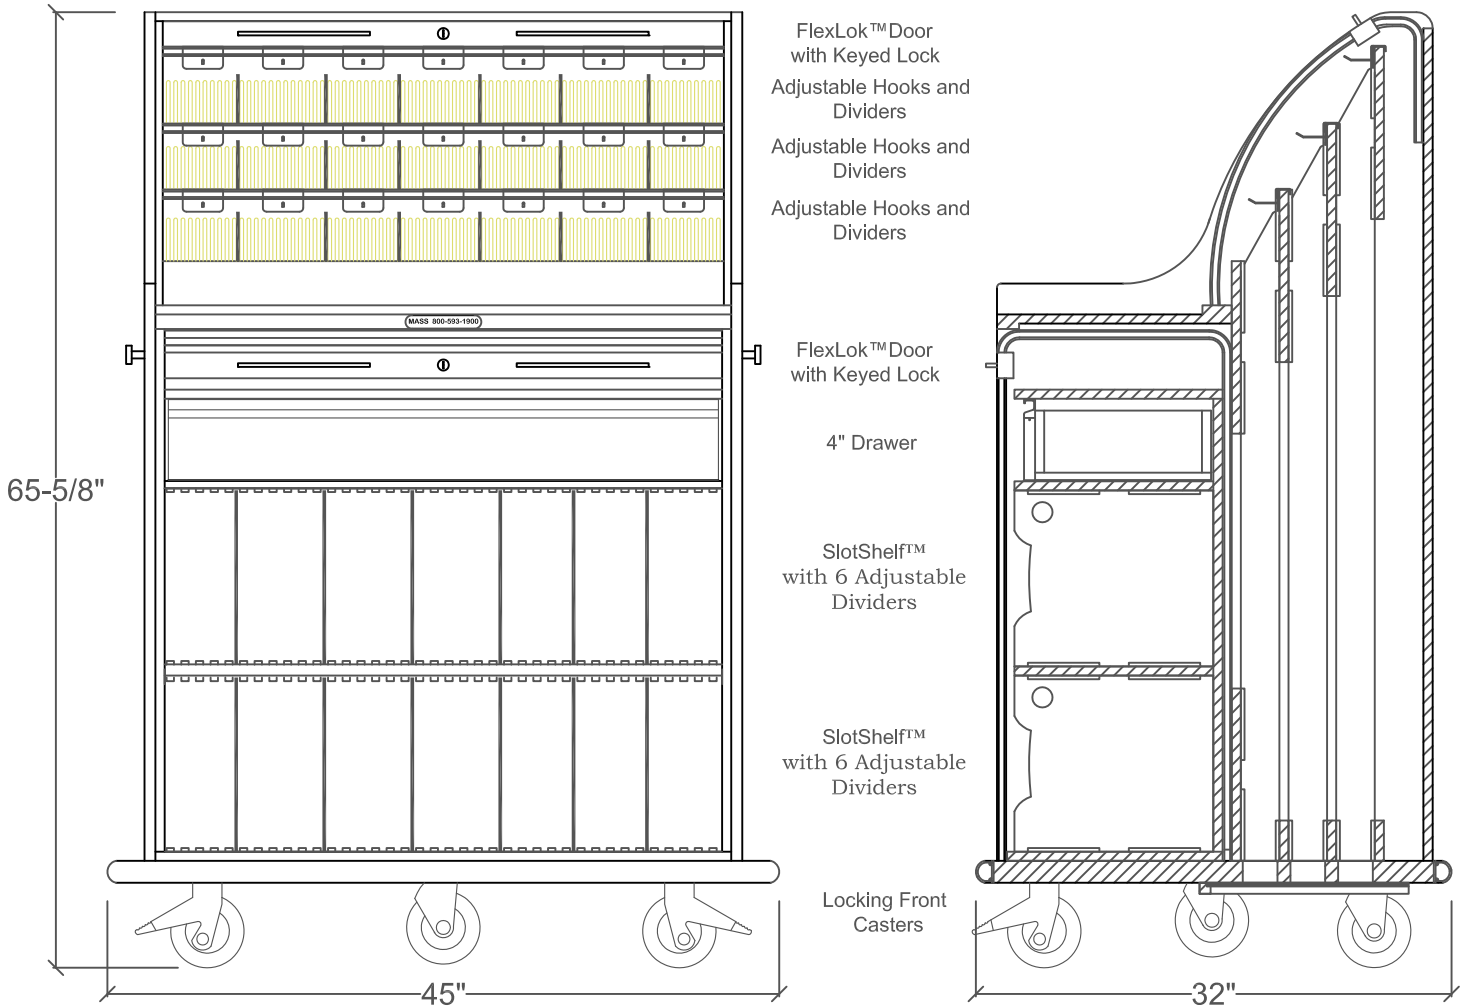 FlexLok™Door
with Keyed Lock
Adjustable Hooks and
Dividers
Adjustable Hooks and
Dividers
Adjustable Hooks and
Dividers
MASS 800-593-1900
FlexLok™Door
with Keyed Lock
4" Drawer
65-5/8"
SlotShelf™
with 6 Adjustable
Dividers
SlotShelf™
with 6 Adjustable
Dividers
Locking Front
Casters
45"
32"